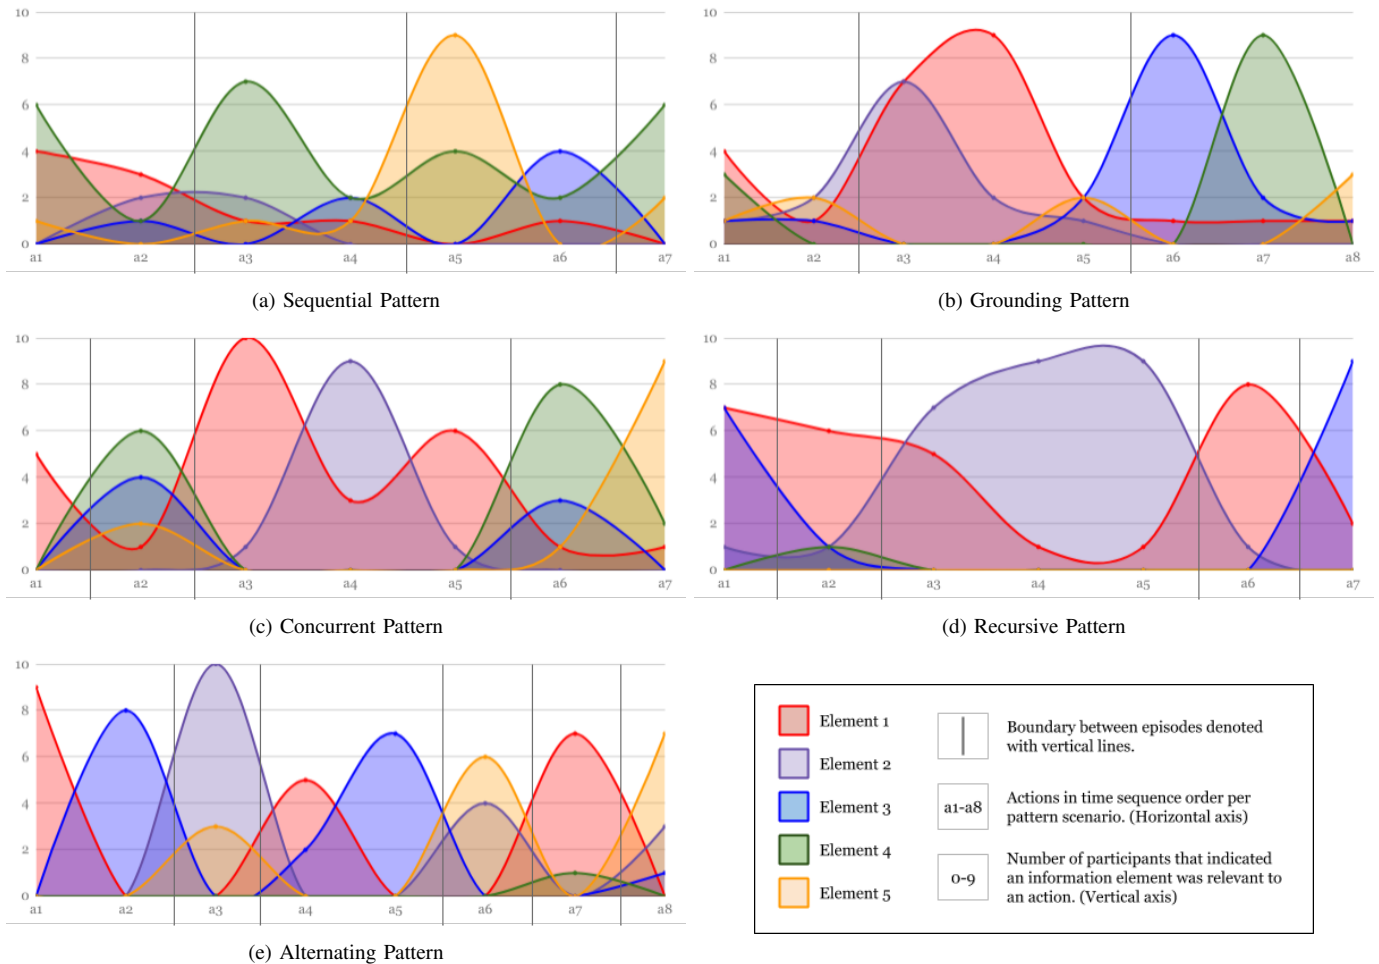 10
8
6
4
2
0
a1 a2 a3 a4 a5 a6 a7
(a) Sequential Pattern
10
8
6
4
2
0
a1 a2 a3 a4 a5 a6 a7 a8
(b) Grounding Pattern
10
8
6
4
2
0
a1 a2 a3 a4 a5 a6 a7
(c) Concurrent Pattern
10
8
6
4
2
0
a1 a2 a3 a4 a5 a6 a7
(d) Recursive Pattern
10
8
6
4
2
0
a1 a2 a3 a4 a5 a6 a7 a8
(e) Alternating Pattern
Element 1
Element 2
Element 3
Element 4
Element 5
Boundary between episodes denoted
with vertical lines.
a1-a8
Actions in time sequence order per
pattern scenario. (Horizontal axis)
0-9
Number of participants that indicated
an information element was relevant to
an action. (Vertical axis)